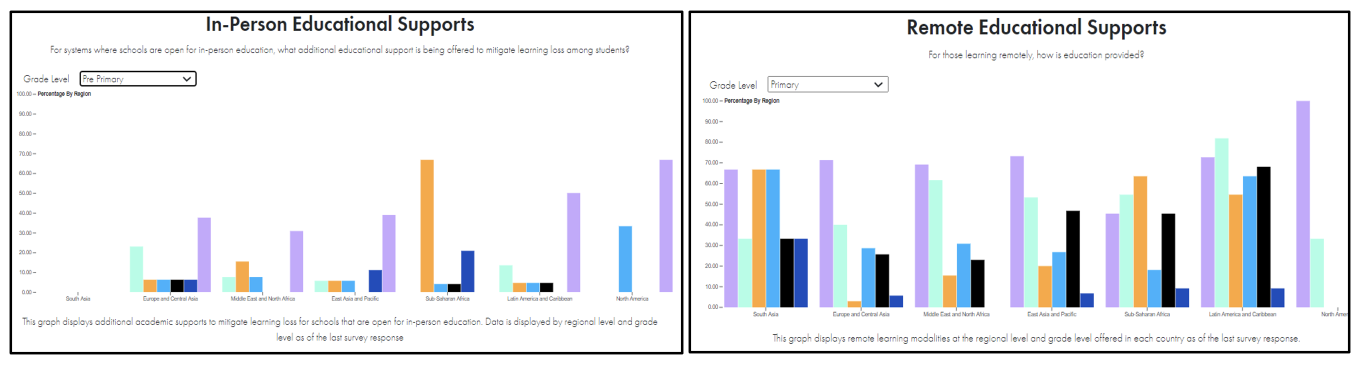 In-Person Educational Supports
For systems where schools are open for in-person education, what additional educational support is being offered to mitigate learning loss among students?
Grade Level Pre Primary
100.00 Percentage By Region
90.00
80.00
70.00
60.00
50.00
40.00
30.00
20.00
10.00
0.00
South Asia Europe and Central Asia Middle East and North Africa East Asia and Pacific Sub-Saharan Africa Latin America and Caribbean North America
This graph displays additional academic supports to mitigate learning loss for schools that are open for in-person education. Data is displayed by regional level and grade
level as of the last survey response
Remote Educational Supports
For those learning remotely, how is education provided?
Grade Level Primary
100.00 Percentage By Region
90.00
80.00
70.00
60.00
50.00
40.00
30.00
20.00
10.00
0.00
South Asia Europe and Central Asia Middle East and North Africa East Asia and Pacific Sub-Saharan Africa Latin America and Caribbean North Amer
This graph displays remote learning modalities at the regional level and grade level offered in each country as of the last survey response.